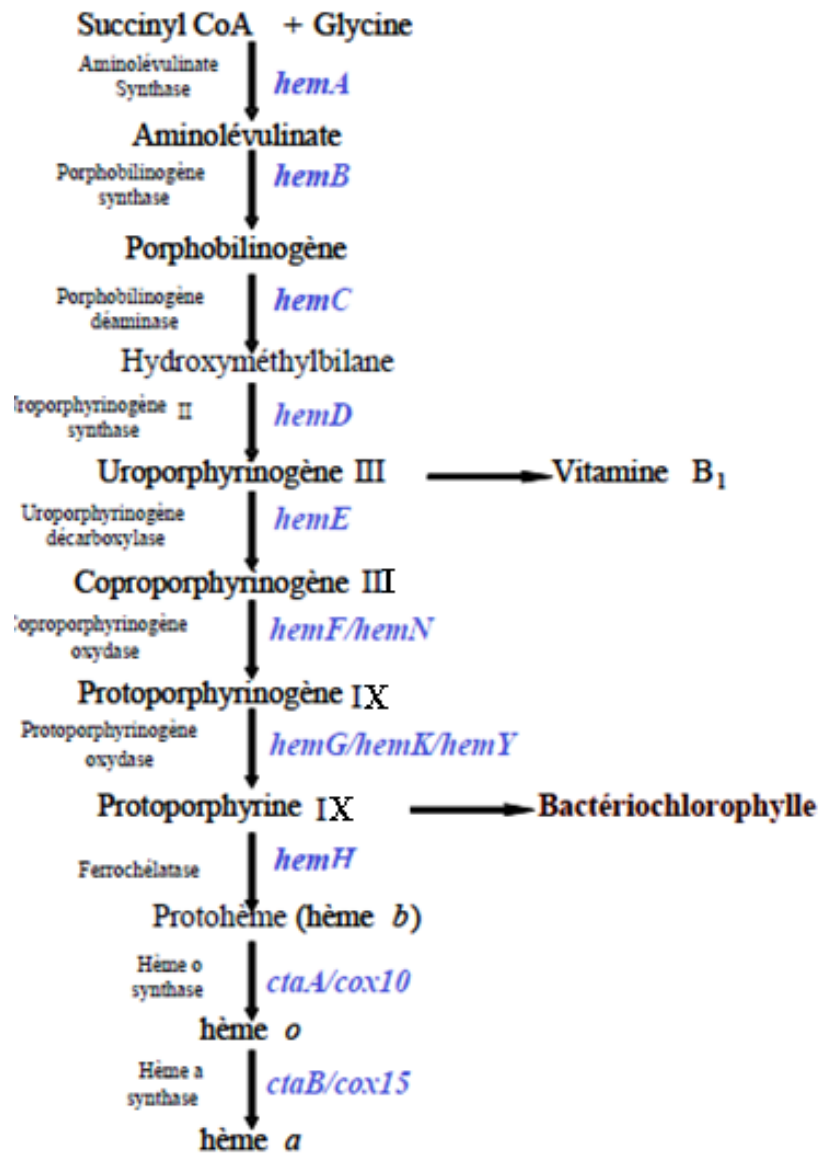 Succinyl CoA + Glycine
Aminolévulinate
Synthase
hemA
Aminolévulinate
Porphobilinogène
synthase
hemB
Porphobilinogène
Porphobilinogène
déaminase
hemC
Hydroxyméthylbilane
roporphyrinogène II
synthase
hemD
Uroporphyrinogène III
Vitamine B1
Uroporphyrinogène
décarboxylase
hemE
Coproporphyrinogène III
oproporphyrinogène
oxydase
hemF/hemN
Protoporphyrinogène IX
Protoporphyrinogène
oxydase
hemG/hemK/hemY
Protoporphyrine IX
Bactériochlorophylle
Ferrochélatase
hemH
Protohème (hème b)
Hème o
synthase
ctaA/cox10
hème o
Hème a
synthase
ctaB/cox15
hème a